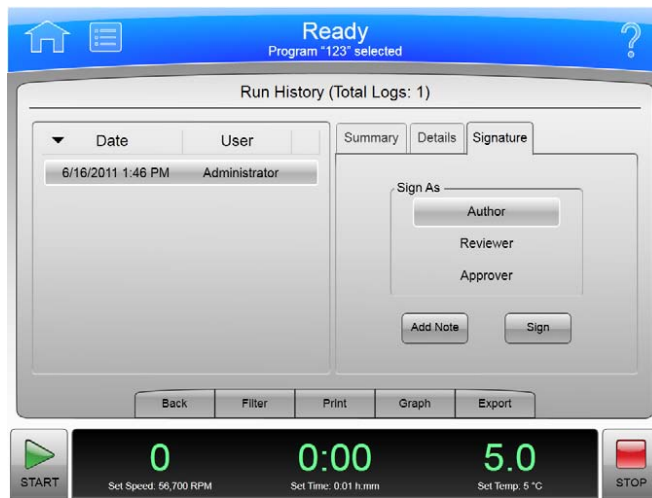 Ready
Program "123" selected
Run History (Total Logs: 1)
Date User
6/16/2011 1:46 PM Administrator
Summary Details Signature
Sign As
Author
Reviewer
Approver
Add Note Sign
Back Filter Print Graph Export
START
0
Set Speed: 56,700 RPM
0:00
Set Time: 0.01 h:mm
5.0
Set Temp: 5 °C
STOP